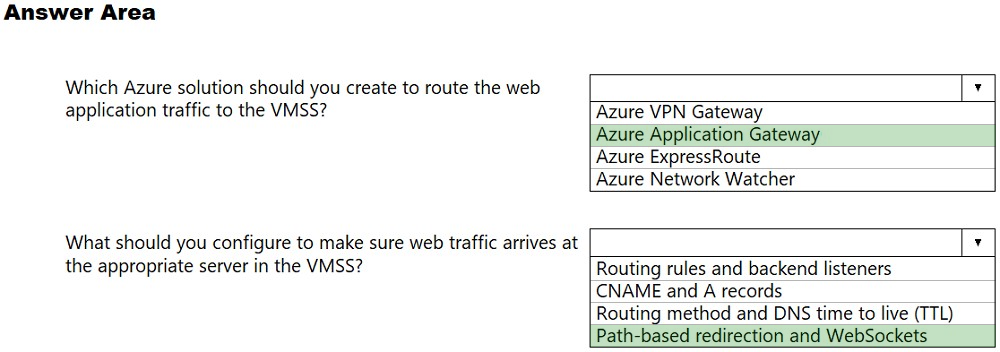 Answer Area
Which Azure solution should you create to route the web
application traffic to the VMSS?
Azure VPN Gateway
Azure Application Gateway
Azure ExpressRoute
Azure Network Watcher
What should you configure to make sure web traffic arrives at
the appropriate server in the VMSS?
Routing rules and backend listeners
CNAME and A records
Routing method and DNS time to live (TTL)
Path-based redirection and WebSockets